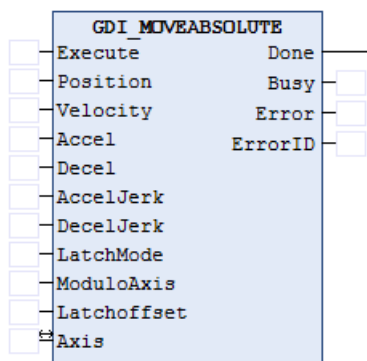 GDI_MOVEABSOLUTE
Execute Done
Position Busy
Velocity Error
Accel ErrorID
Decel
AccelJerk
DecelJerk
LatchMode
ModuloAxis
Latchoffset
Axis